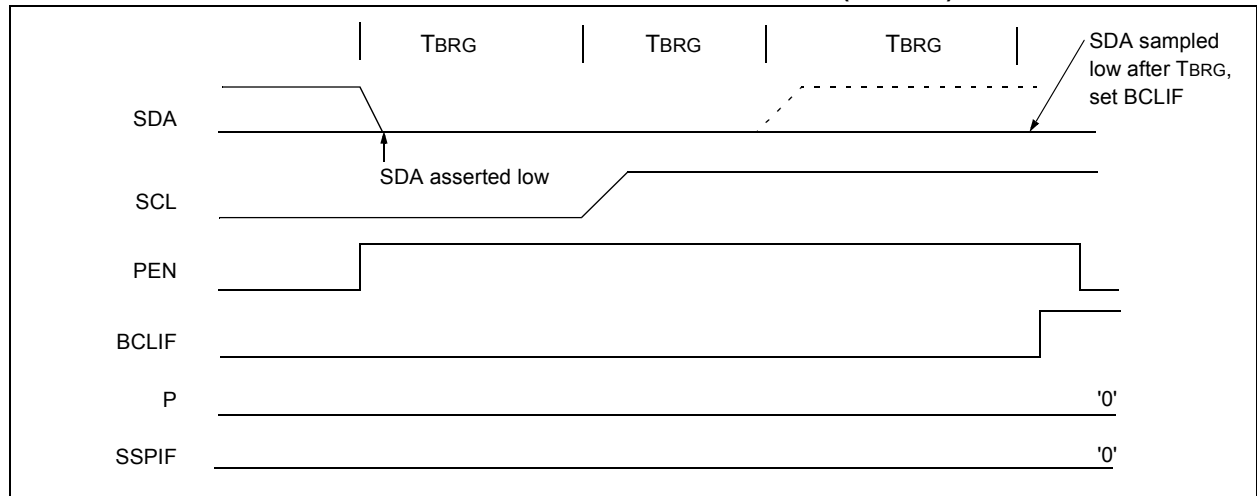 TBRG TBRG TBRG
SDA sampled
low after TBRG,
set BCLIF
SDA
SDA asserted low
SCL
PEN
BCLIF
P '0'
SSPIF '0'